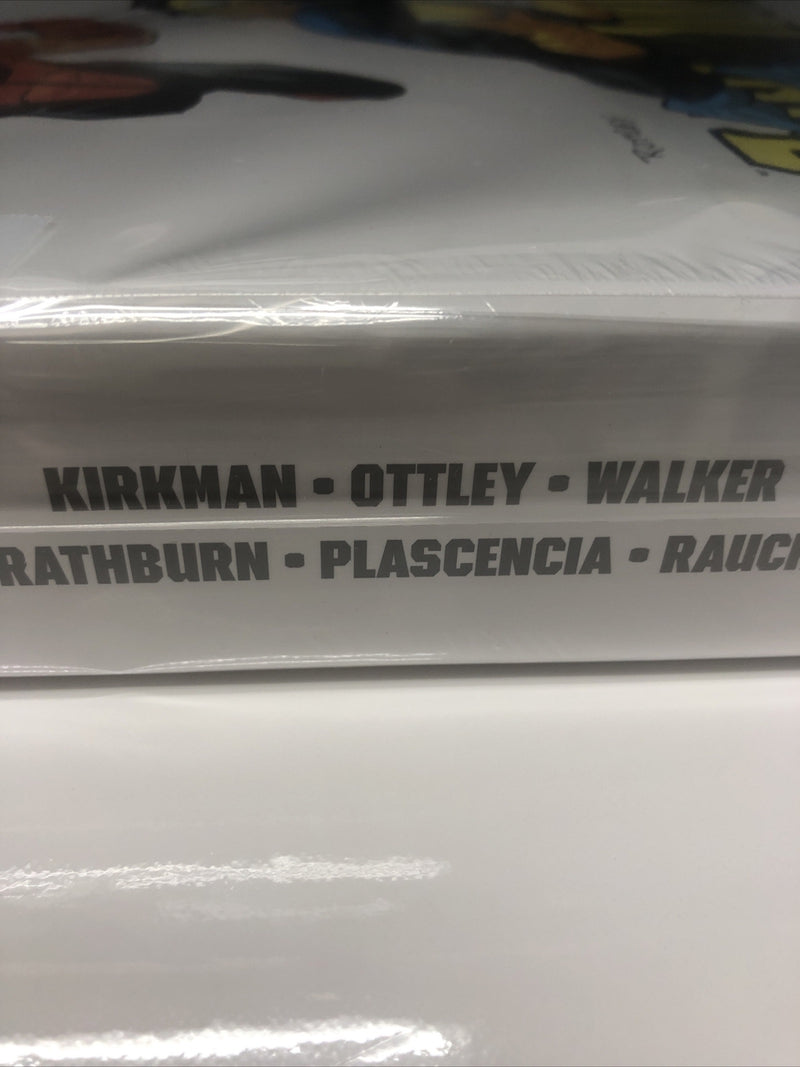 KIRKMAN • OTTLEY • WALKER
RATHBURN • PLASCENCIA • RAUCH